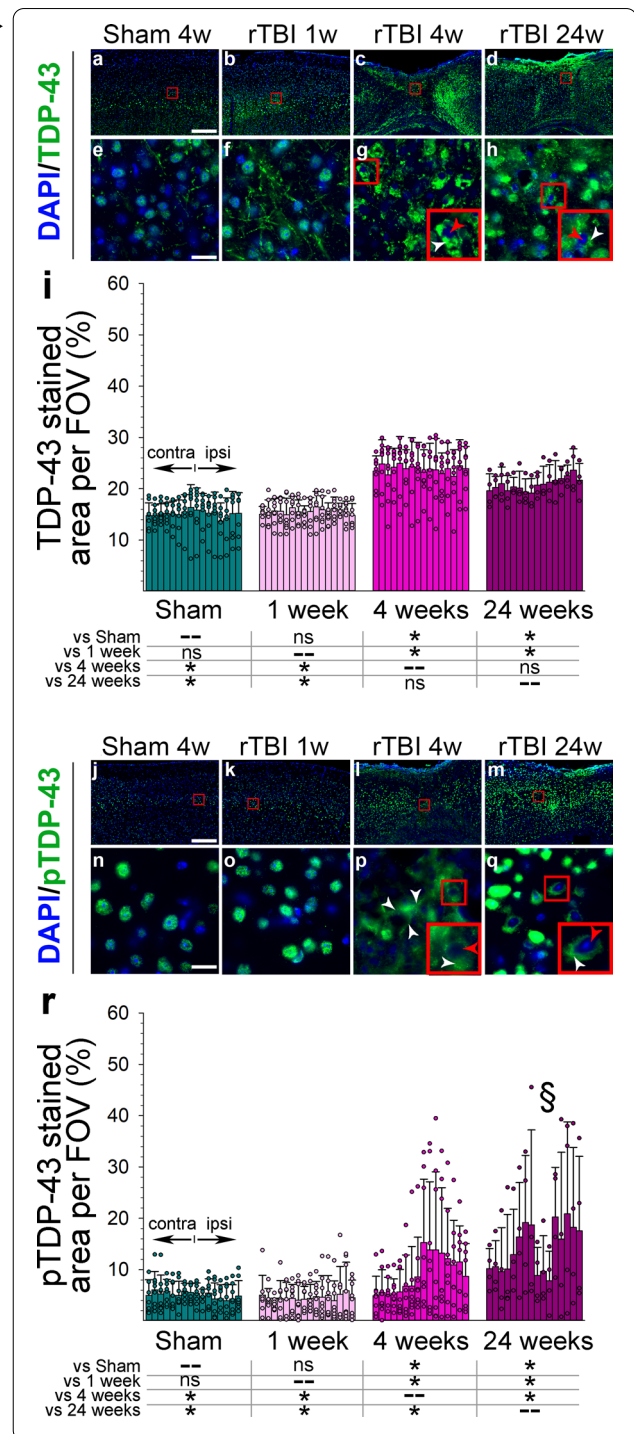 Sham 4w rTBI 1w rTBI 4w rTBI 24w
a b c d
DAPI/TDP-43
e f g h
i
60
50
40
30
20
10
TDP-43 stained
area per FOV (%)
contra ipsi
Sham 1 week 4 weeks 24 weeks
vs Sham -- ns * *
vs 1 week ns -- * *
vs 4 weeks * * -- ns
vs 24 weeks * * ns --
Sham 4w rTBI 1w rTBI 4w rTBI 24w
j k l m
DAPI/pTDP-43
n o p q
r
60
50
40
30
20
10
pTDP-43 stained
area per FOV (%)
§
contra ipsi
Sham 1 week 4 weeks 24 weeks
vs Sham -- ns * *
vs 1 week ns -- * *
vs 4 weeks * * -- *
vs 24 weeks * * * --